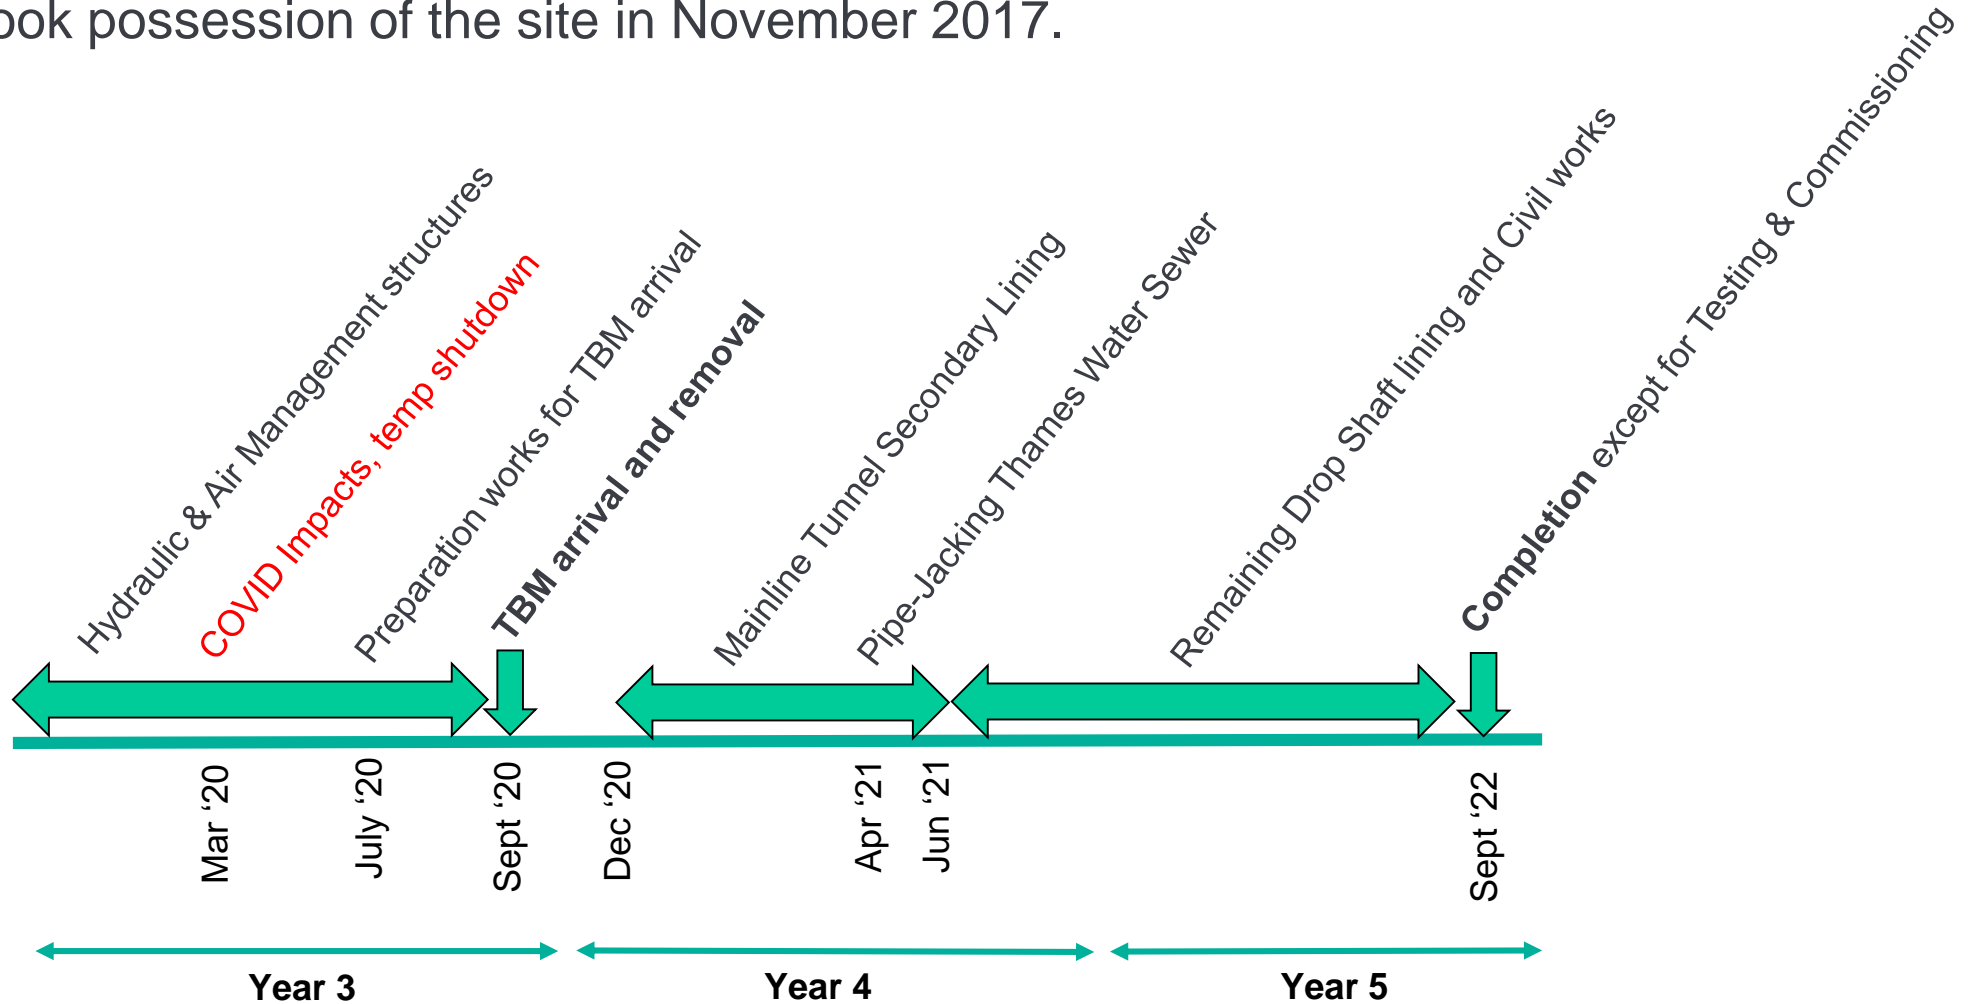 possession of the site in November 2017.
Hydraulic & Air Management structures
COVID Impacts, temp shutdown
Preparation works for TBM arrival
TBM arrival and removal
Mainline Tunnel Secondary Lining
Pipe-Jacking Thames Water Sewer
Remaining Drop Shaft lining and Civil works
Completion except for Testing & Commissioning
Mar ‘20
July ‘20
Sept ‘20
Dec ‘20
Apr ‘21
Jun ‘21
Sept ‘22
Year 3
Year 4
Year 5